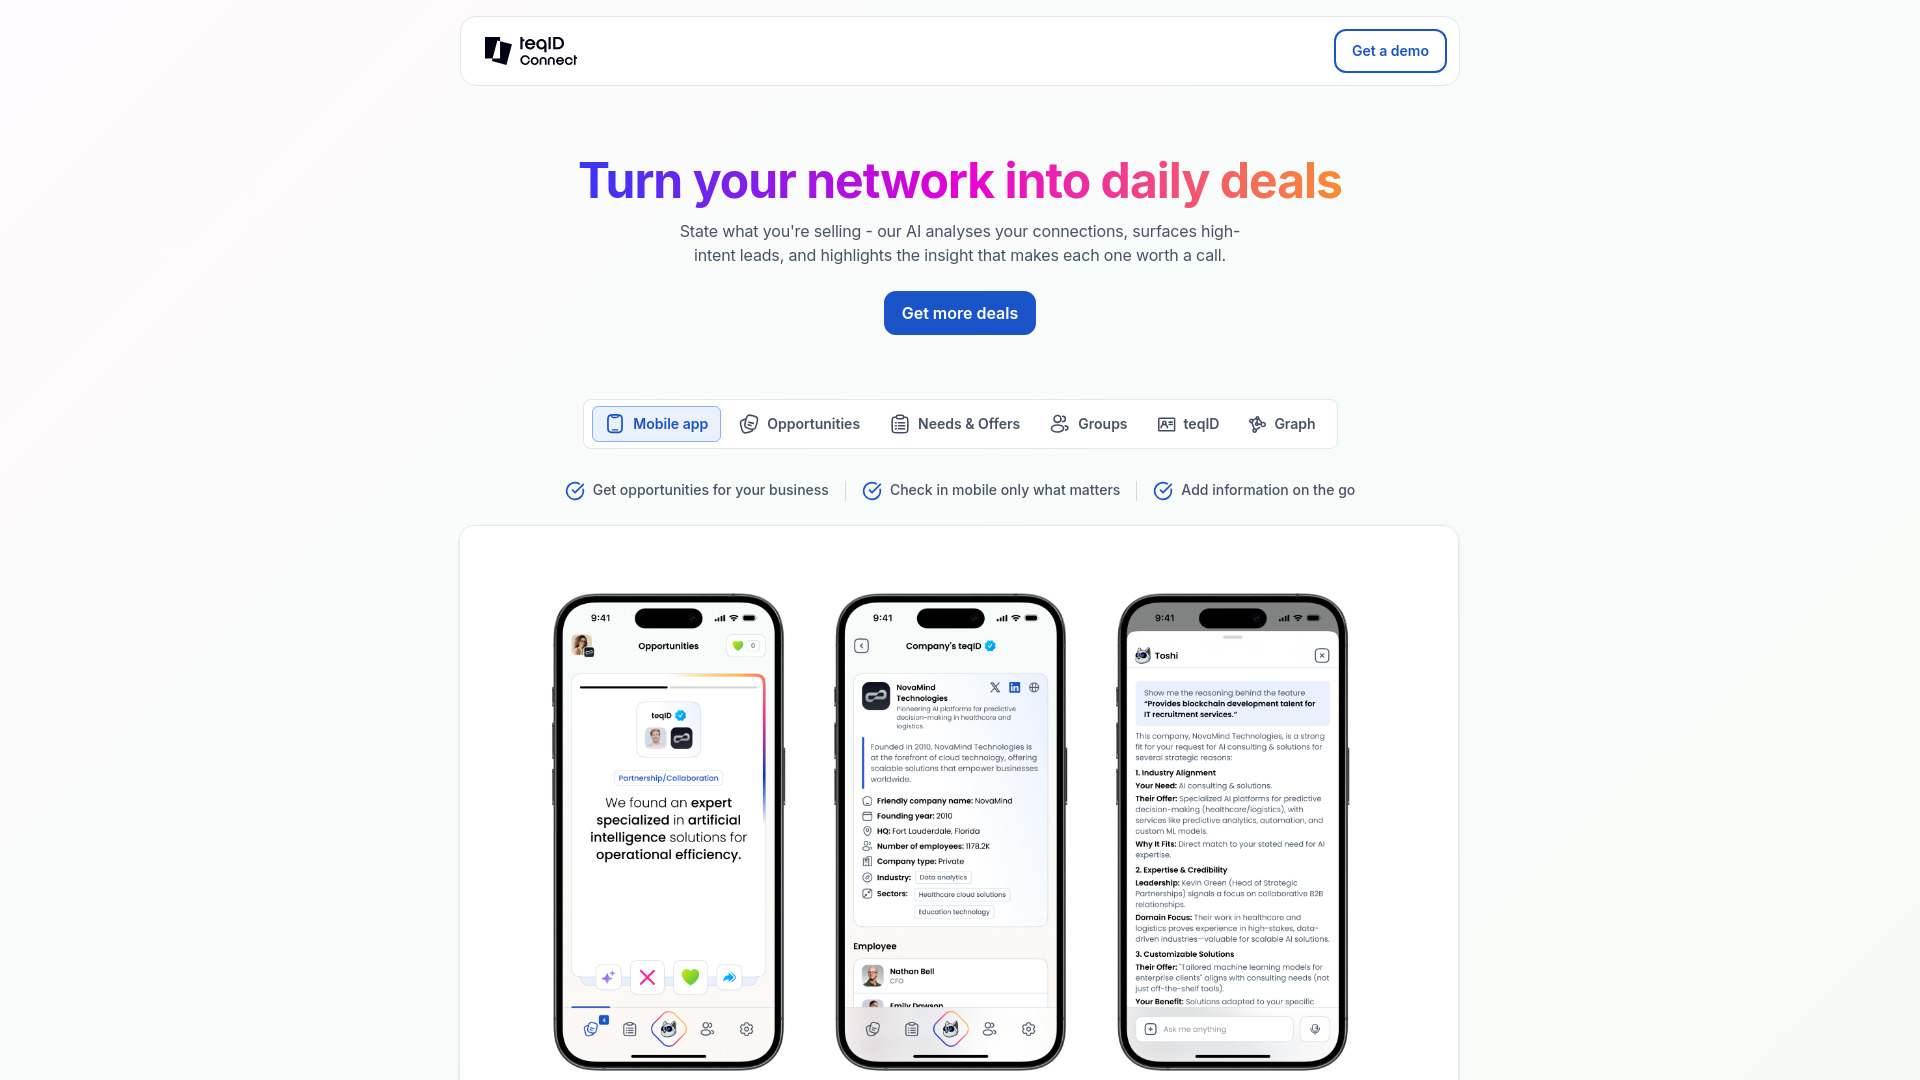 teqID
Connect
Get a demo
Turn your network into daily deals
State what you're selling - our AI analyses your connections, surfaces high-
intent leads, and highlights the insight that makes each one worth a call.
Get more deals
Mobile app
Opportunities
Needs & Offers
Groups
teqID
Graph
Get opportunities for your business
Check in mobile only what matters
Add information on the go
9:41
Opportunities
0
teqID
Partnership/Collaboration
We found an expert
specialized in artificial
intelligence solutions for
operational efficiency.
4
9:41
Company's teqID
NovaMind
Technologies
Pioneering AI platforms for predictive
decision-making in healthcare and
logistics.
Founded in 2010, NovaMind Technologies is
at the forefront of cloud technology, offering
scalable solutions that empower businesses
worldwide.
Friendly company name: NovaMind
Founding year: 2010
HQ: Fort Lauderdale, Florida
Number of employees: 1178.2K
Company type: Private
Industry: Data analytics
Sectors: Healthcare cloud solutions
Education technology
Employee
Nathan Bell
CFO
Emily Dawson
9:41
Toshi
Show me the reasoning behind the feature
“Provides blockchain development talent for
IT recruitment services.”
This company, NovaMind Technologies, is a strong
fit for your request for AI consulting & solutions for
several strategic reasons:
1. Industry Alignment
Your Need: AI consulting & solutions.
Their Offer: Specialized AI platforms for predictive
decision-making (healthcare/logistics), with
services like predictive analytics, automation, and
custom ML models.
Why It Fits: Direct match to your stated need for AI
expertise.
2. Expertise & Credibility
Leadership: Kevin Green (Head of Strategic
Partnerships) signals a focus on collaborative B2B
relationships.
Domain Focus: Their work in healthcare and
logistics proves experience in high-stakes, data-
driven industries—valuable for scalable AI solutions.
3. Customizable Solutions
Their Offer: "Tailored machine learning models for
enterprise clients" aligns with consulting needs (not
just off-the-shelf tools).
Your Benefit: Solutions adapted to your specific
Ask me anything